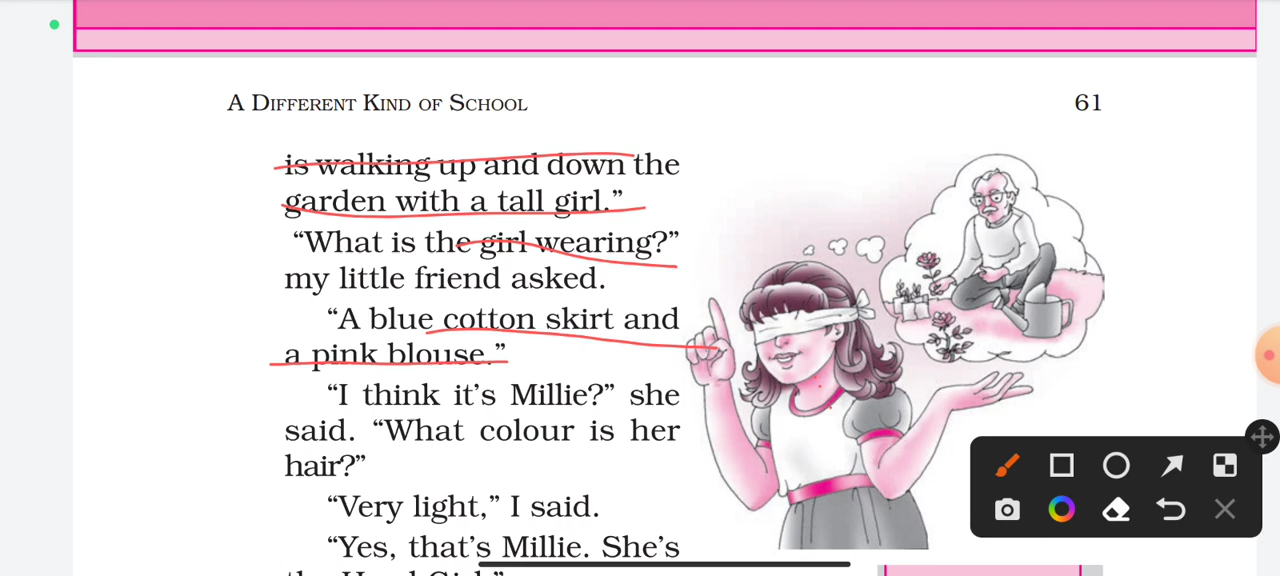 A Different Kind of School 61
is walking up and down the
garden with a tall girl.”
“What is the girl wearing?”
my little friend asked.
“A blue cotton skirt and
a pink blouse.”
“I think it’s Millie?” she
said. “What colour is her
hair?”
“Very light,” I said.
“Yes, that’s Millie. She’s